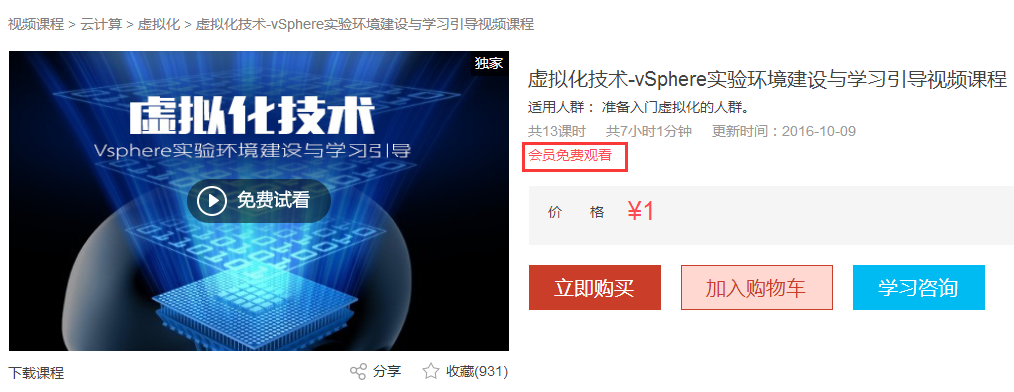 视频课程 > 云计算 > 虚拟化 > 虚拟化技术-vSphere实验环境建设与学习引导视频课程
独家
虚拟化技术
Vsphere实验环境建设与学习引导
免费试看
虚拟化技术-vSphere实验环境建设与学习引导视频课程
适用人群： 准备入门虚拟化的人群。
共13课时 共7小时1分钟 更新时间：2016-10-09
会员免费观看
价 格 ¥1
立即购买 加入购物车 学习咨询
下载课程 分享 收藏(931)